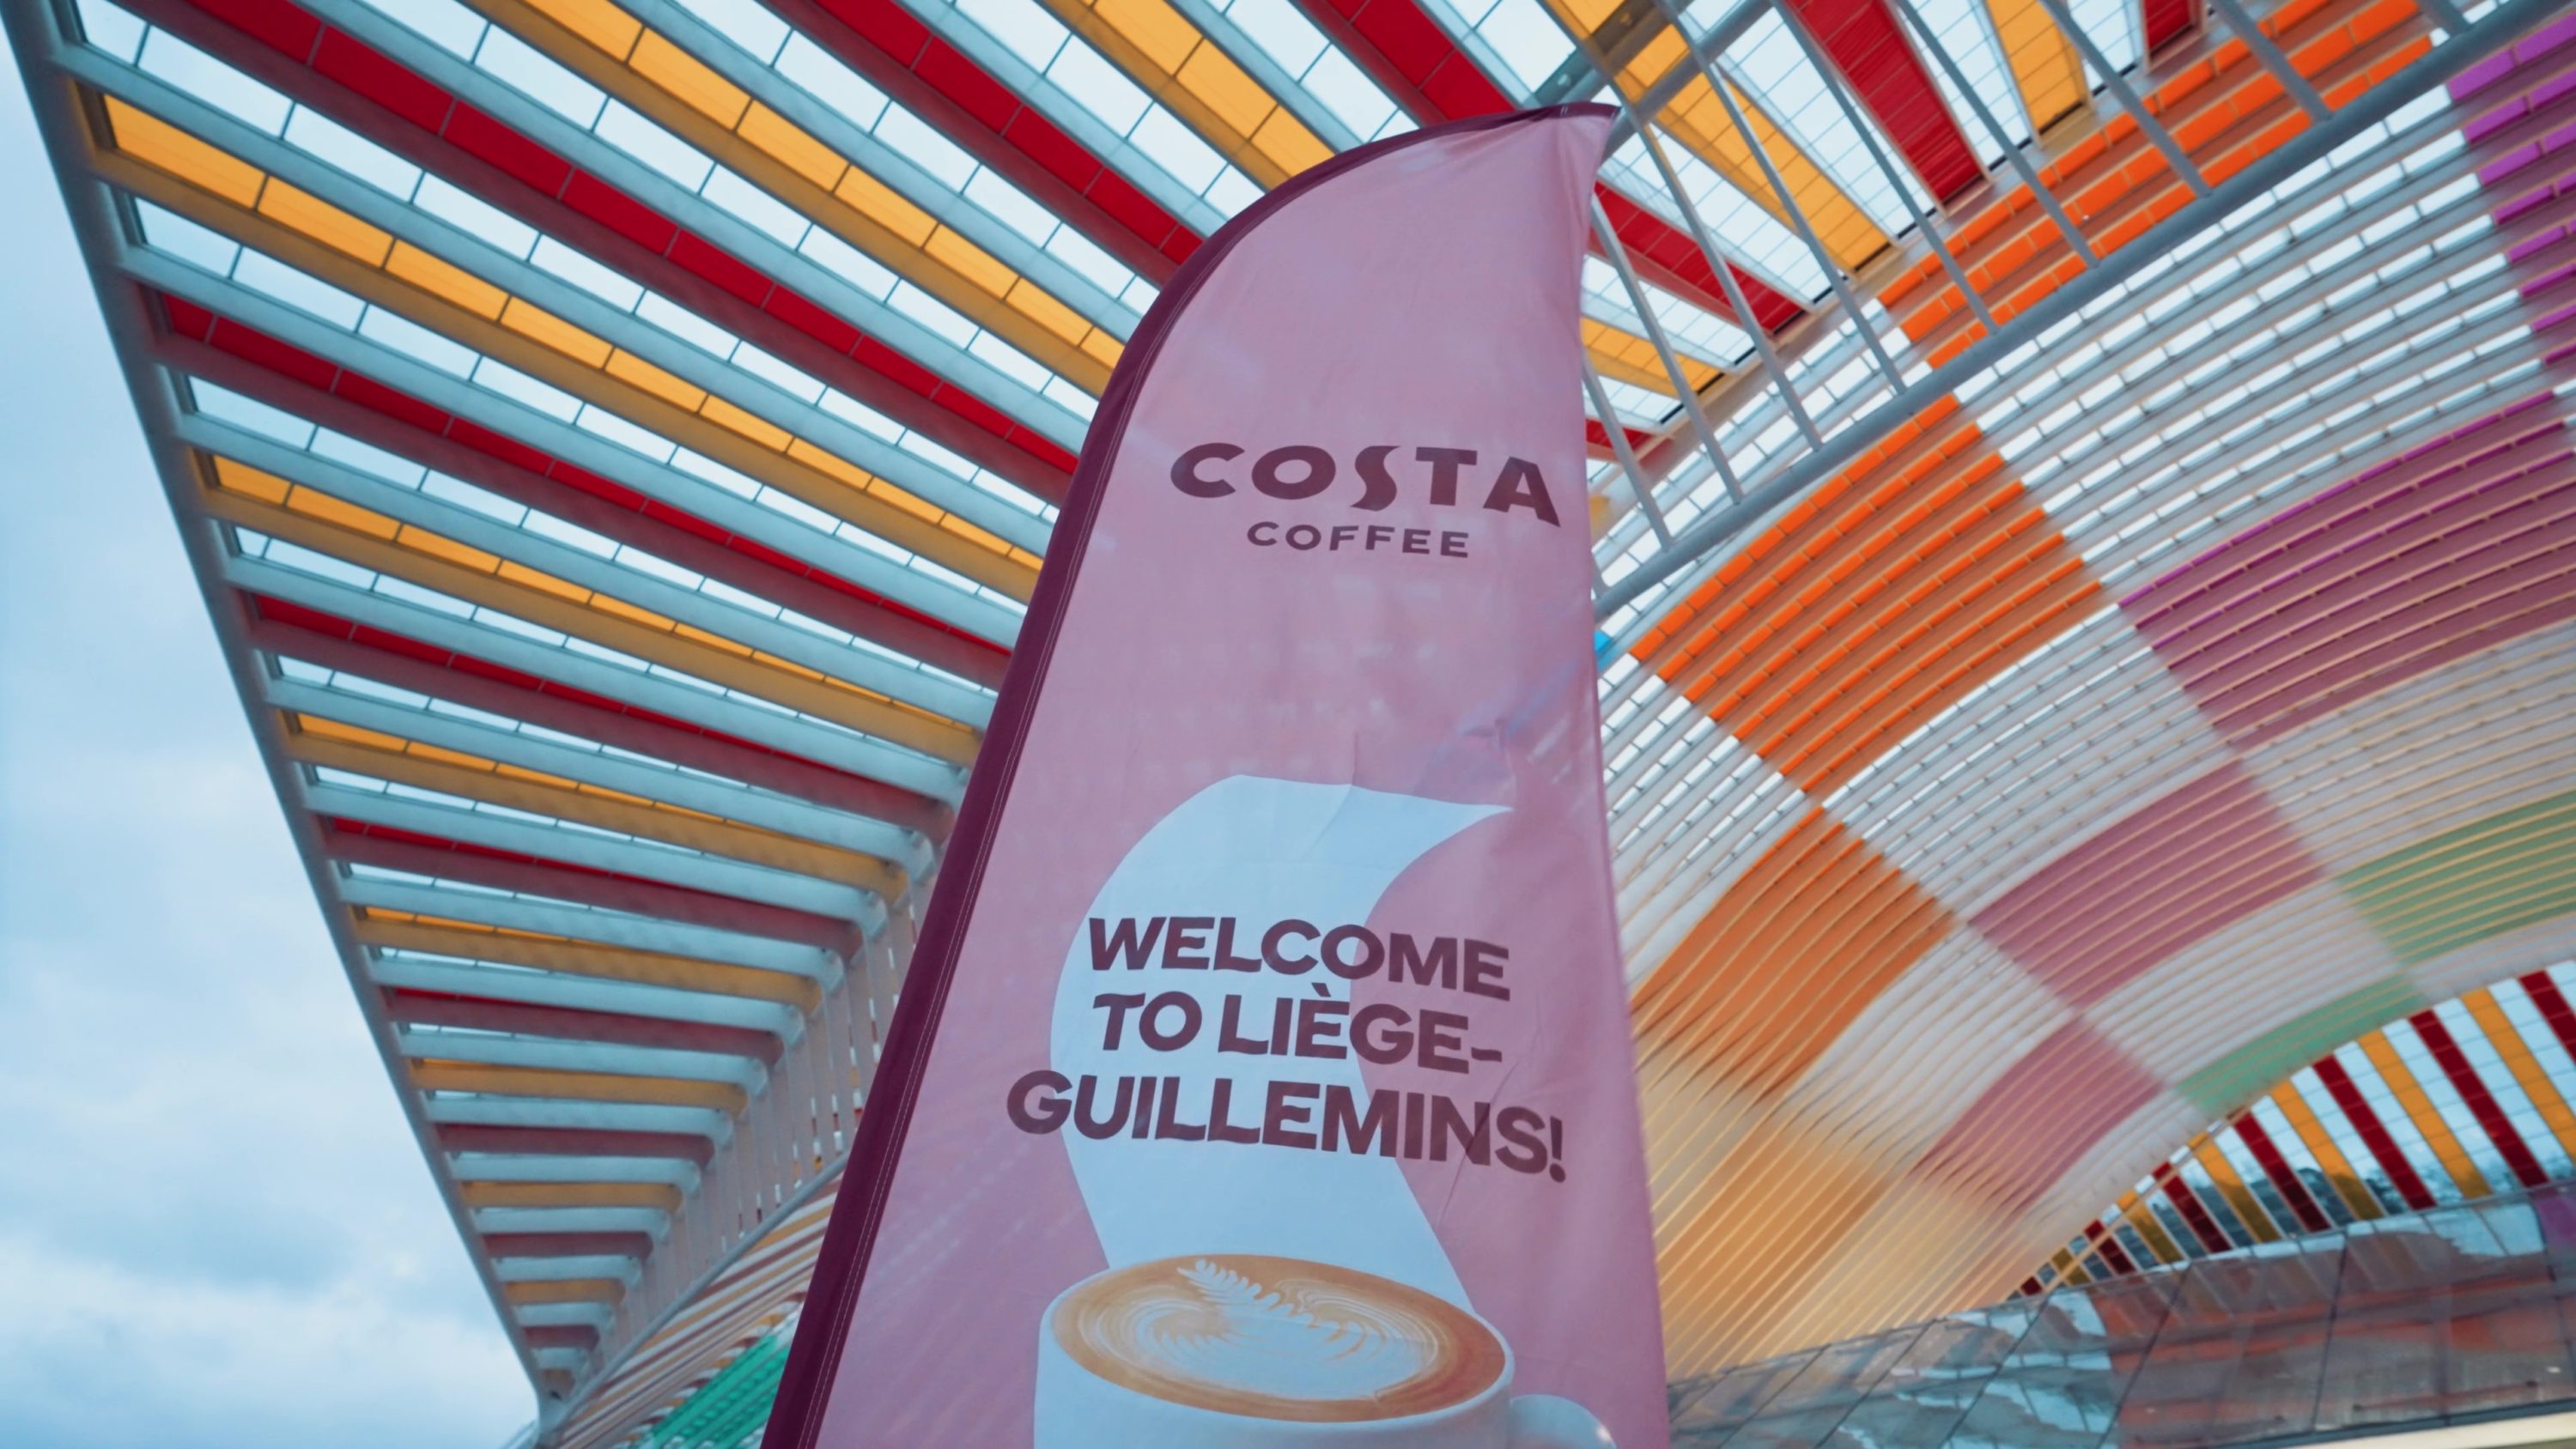 COSTA
COFFEE
WELCOME
TO LIÈGE-
GUILLEMINS!